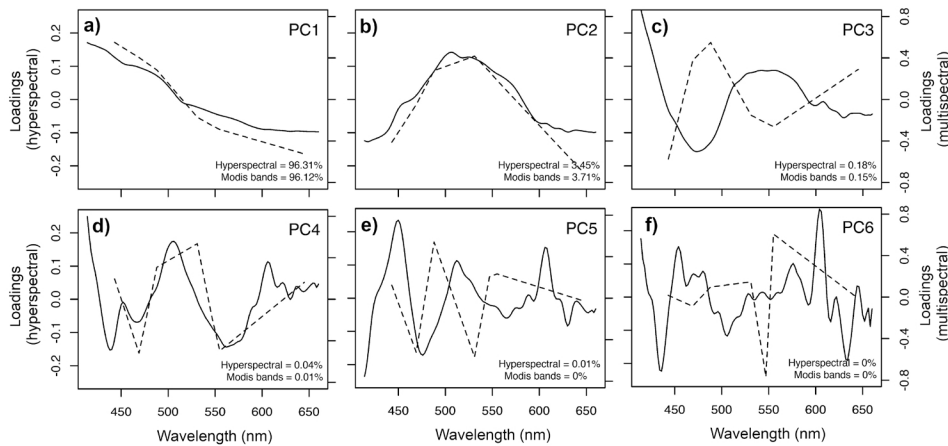 a) PC1
b) PC2
c) PC3
Loadings
(hyperspectral)
0.2
0.1
0.0
-0.1
-0.2
Hyperspectral = 96.31%
Modis bands = 96.12%
Hyperspectral = 3.45%
Modis bands = 3.71%
Hyperspectral = 0.18%
Modis bands = 0.15%
0.8
0.4
0.0
-0.4
-0.8
Loadings
(multispectral)
d) PC4
e) PC5
f) PC6
Loadings
(hyperspectral)
0.2
0.1
0.0
-0.1
-0.2
Hyperspectral = 0.04%
Modis bands = 0.01%
Hyperspectral = 0.01%
Modis bands = 0%
Hyperspectral = 0%
Modis bands = 0%
0.8
0.4
0.0
-0.4
-0.8
Loadings
(multispectral)
450 500 550 600 650
450 500 550 600 650
450 500 550 600 650
Wavelength (nm)
Wavelength (nm)
Wavelength (nm)